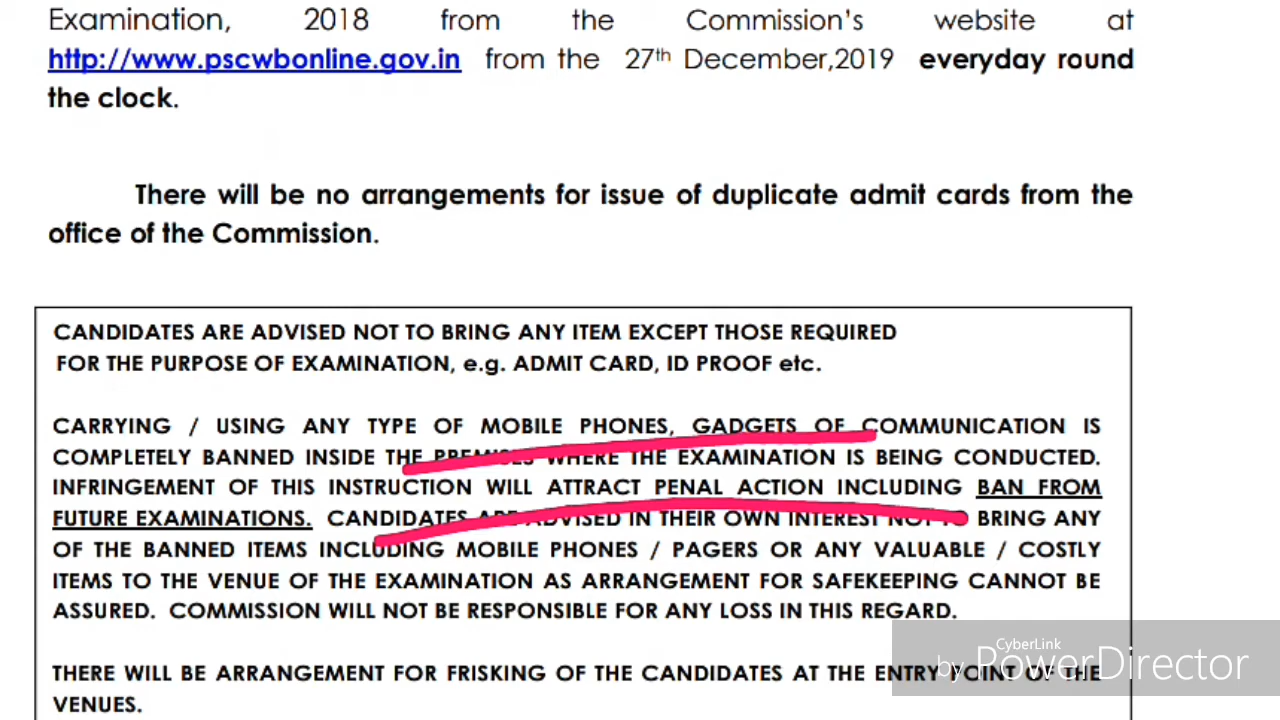 Examination, 2018 from the Commission's website at
http://www.pscwbonline.gov.in from the 27th December,2019 everyday round
the clock.
There will be no arrangements for issue of duplicate admit cards from the
office of the Commission.
CANDIDATES ARE ADVISED NOT TO BRING ANY ITEM EXCEPT THOSE REQUIRED
FOR THE PURPOSE OF EXAMINATION, e.g. ADMIT CARD, ID PROOF etc.
CARRYING / USING ANY TYPE OF MOBILE PHONES, GADGETS OF COMMUNICATION IS
COMPLETELY BANNED INSIDE THE PREMISES WHERE THE EXAMINATION IS BEING CONDUCTED.
INFRINGEMENT OF THIS INSTRUCTION WILL ATTRACT PENAL ACTION INCLUDING BAN FROM
FUTURE EXAMINATIONS. CANDIDATES ARE ADVISED IN THEIR OWN INTEREST NOT TO BRING ANY
OF THE BANNED ITEMS INCLUDING MOBILE PHONES / PAGERS OR ANY VALUABLE / COSTLY
ITEMS TO THE VENUE OF THE EXAMINATION AS ARRANGEMENT FOR SAFEKEEPING CANNOT BE
ASSURED. COMMISSION WILL NOT BE RESPONSIBLE FOR ANY LOSS IN THIS REGARD.
THERE WILL BE ARRANGEMENT FOR FRISKING OF THE CANDIDATES AT THE ENTRY POINT OF THE
VENUES.
CyberLink
by PowerDirector